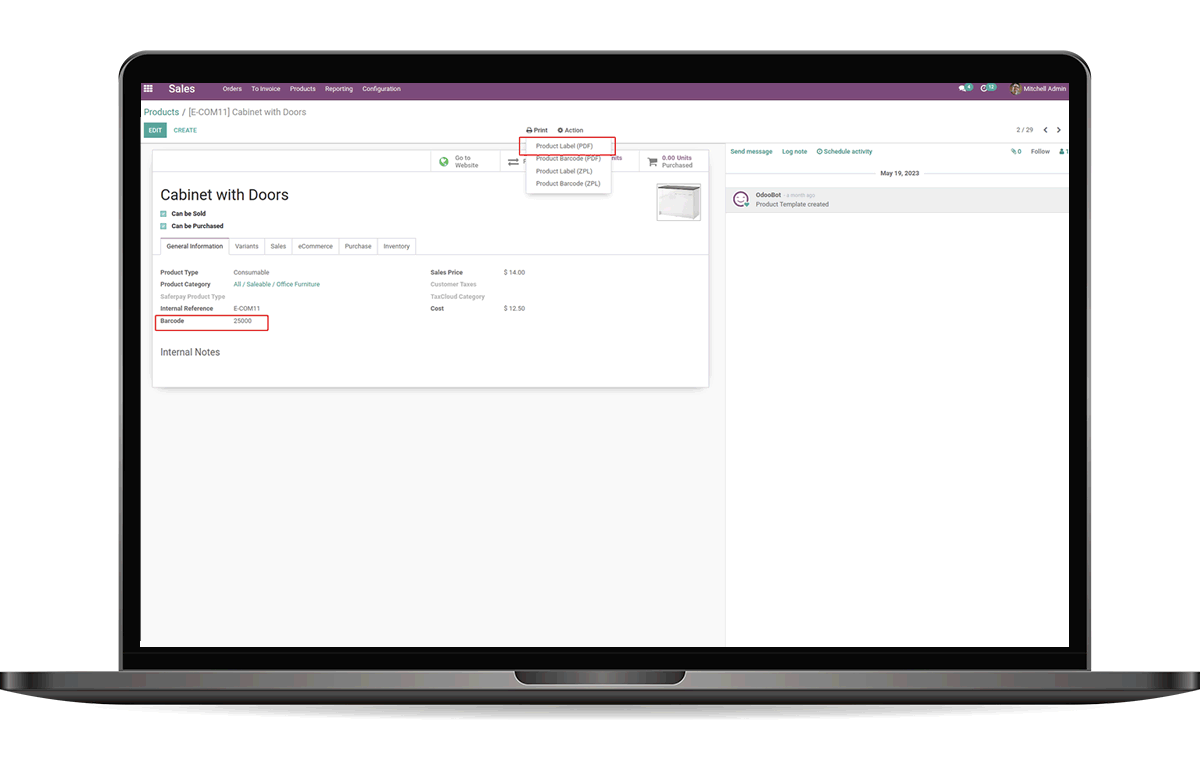 Sales Orders To Invoice Products Reporting Configuration 4 12 Mitchell Admin
Products / [E-COM11] Cabinet with Doors
EDIT CREATE Print Action 2 / 29
Product Label (PDF)
Product Barcode (PDF)
Product Label (ZPL)
Product Barcode (ZPL)
Go to
Website
0.00 Units
Purchased
Send message Log note Schedule activity 0 Follow 1
May 19, 2023
OdooBot - a month ago
Product Template created
Cabinet with Doors
Can be Sold
Can be Purchased
General Information Variants Sales eCommerce Purchase Inventory
Product Type Consumable
Product Category All / Saleable / Office Furniture
Saferpay Product Type
Internal Reference E-COM11
Barcode 25000
Sales Price $ 14.00
Customer Taxes
TaxCloud Category
Cost $ 12.50
Internal Notes